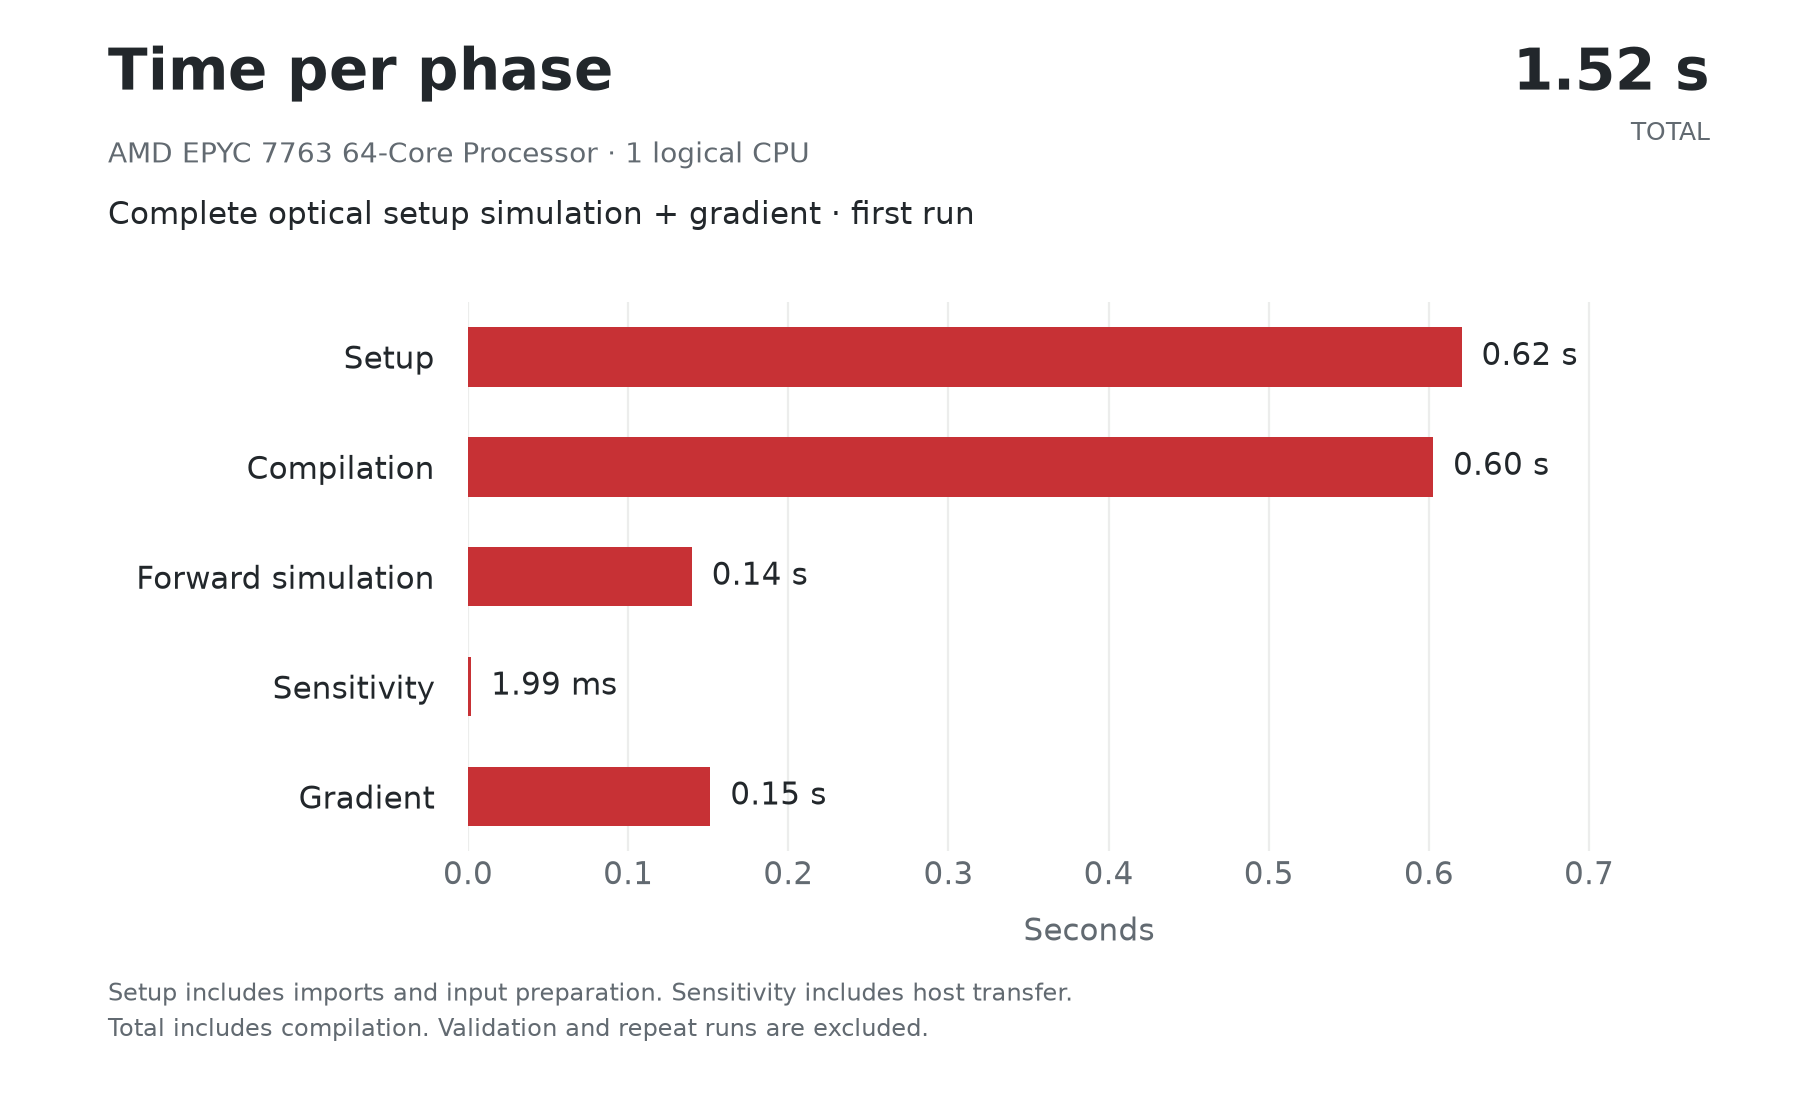 Time per phase
1.52 s
TOTAL
AMD EPYC 7763 64-Core Processor · 1 logical CPU
Complete optical setup simulation + gradient · first run
Setup
0.62 s
Compilation
0.60 s
Forward simulation
0.14 s
Sensitivity
1.99 ms
Gradient
0.15 s
0.0 0.1 0.2 0.3 0.4 0.5 0.6 0.7
Seconds
Setup includes imports and input preparation. Sensitivity includes host transfer.
Total includes compilation. Validation and repeat runs are excluded.